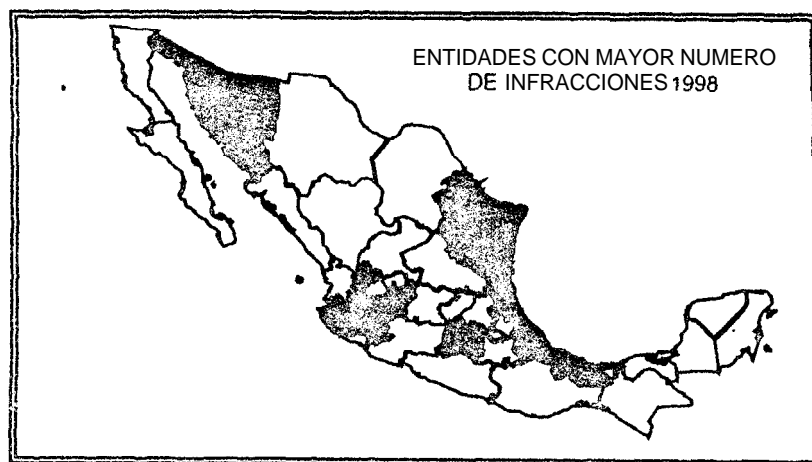 ENTIDADES CON MAYOR NUMERO
DE INFRACCIONES 1998